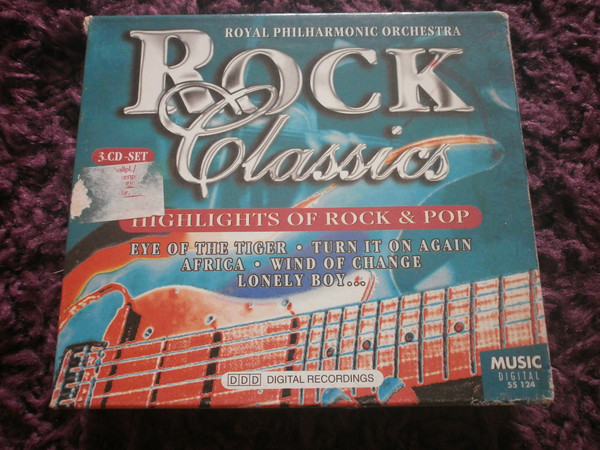 ROYAL PHILHARMONIC ORCHESTRA
ROCK
Classics
3-CD-SET
HIGHLIGHTS OF ROCK & POP
EYE OF THE TIGER • TURN IT ON AGAIN
AFRICA • WIND OF CHANGE
LONELY BOY...
DDD DIGITAL RECORDINGS
MUSIC
DIGITAL
55 124